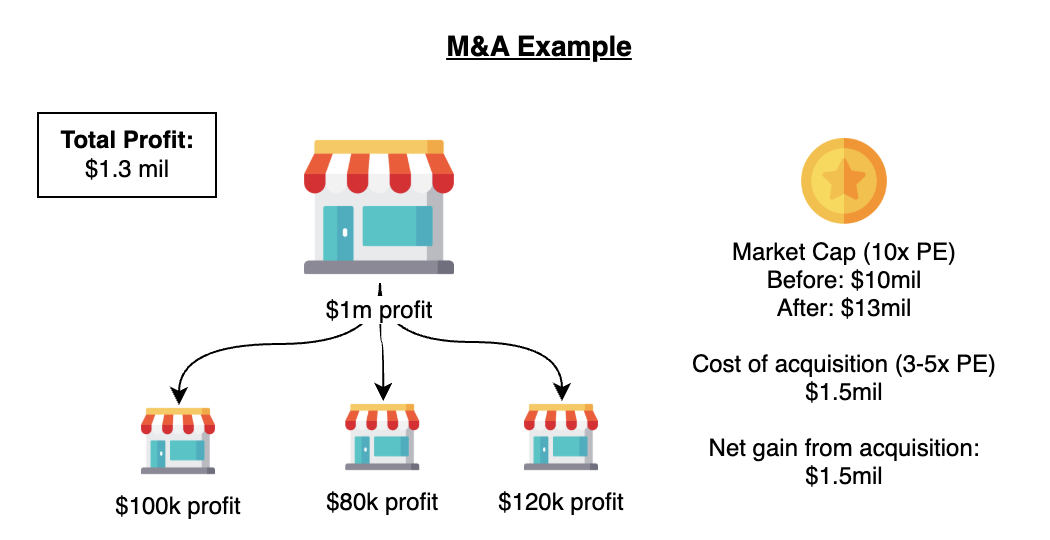 M&A Example
Total Profit:
$1.3 mil
$1m profit
$100k profit
$80k profit
$120k profit
Market Cap (10x PE)
Before: $10mil
After: $13mil
Cost of acquisition (3-5x PE)
$1.5mil
Net gain from acquisition:
$1.5mil